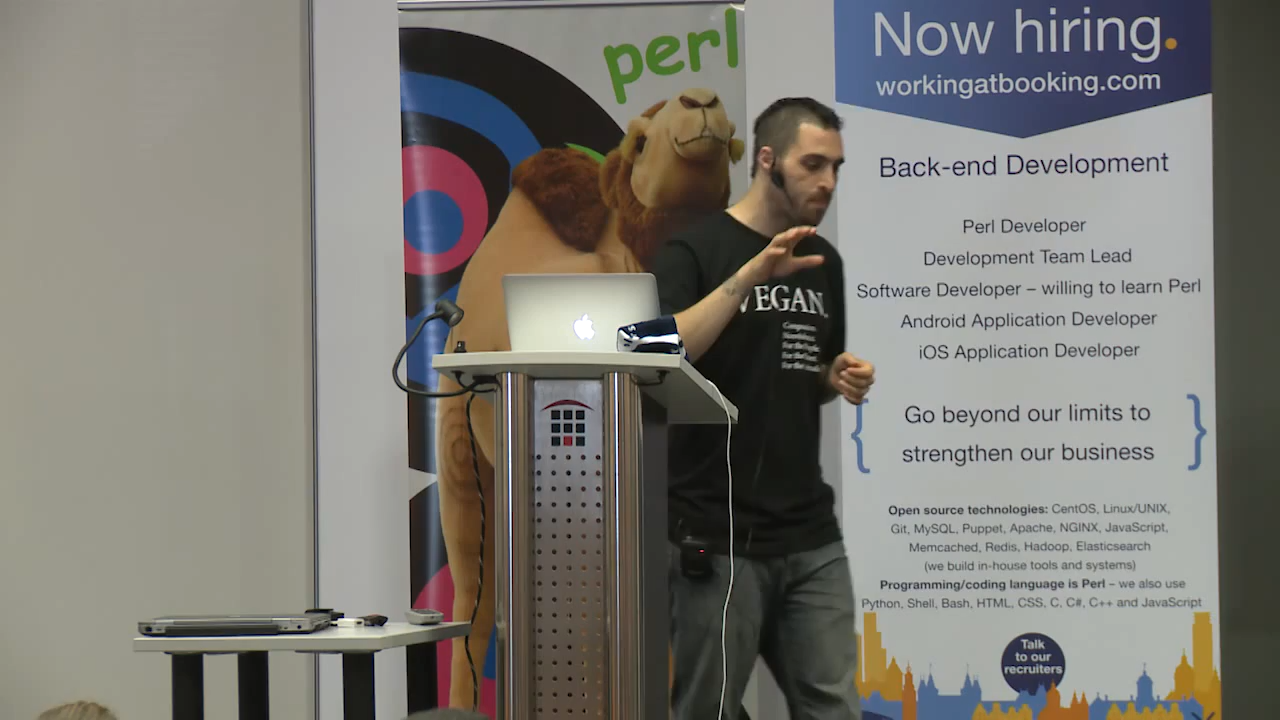 perl
Now hiring.
workingatbooking.com
Back-end Development
Perl Developer
Development Team Lead
Software Developer – willing to learn Perl
Android Application Developer
iOS Application Developer
Go beyond our limits to
strengthen our business
Open source technologies: CentOS, Linux/UNIX,
Git, MySQL, Puppet, Apache, NGINX, JavaScript,
Memcached, Redis, Hadoop, Elasticsearch
(we build in-house tools and systems)
Programming/coding language is Perl – we also use
Python, Shell, Bash, HTML, CSS, C, C#, C++ and JavaScript
Talk
to our
recruiters
VEGAN.